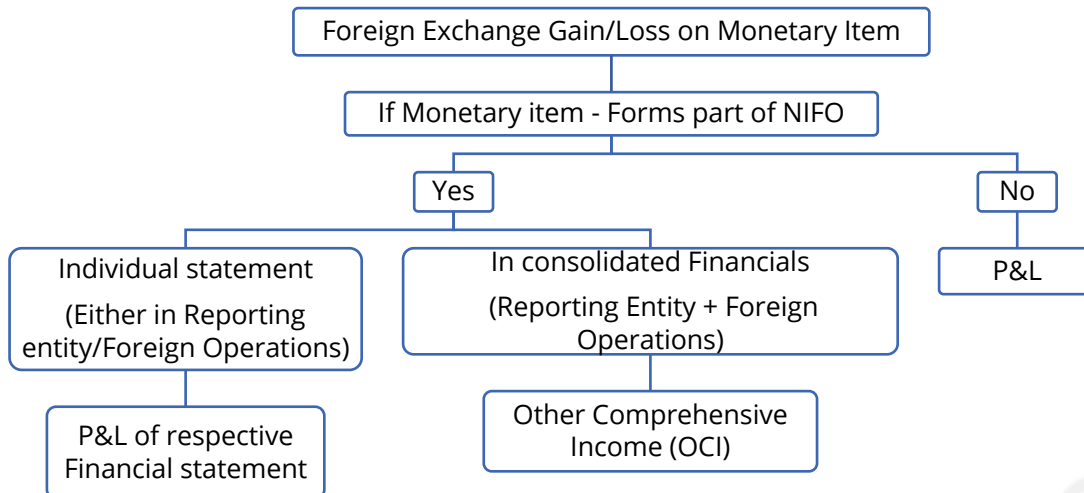 Foreign Exchange Gain/Loss on Monetary Item
If Monetary item - Forms part of NIFO
Yes
No
Individual statement
(Either in Reporting
entity/Foreign Operations)
In consolidated Financials
(Reporting Entity + Foreign
Operations)
P&L
P&L of respective
Financial statement
Other Comprehensive
Income (OCI)